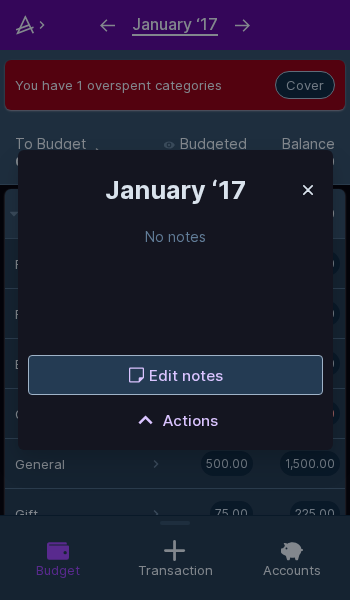 January ‘17
You have 1 overspent categories
Cover
To Budget
Budgeted
Balance
January ‘17
No notes
Edit notes
Actions
General
500.00
1,500.00
Gift
75.00
225.00
Budget
Transaction
Accounts